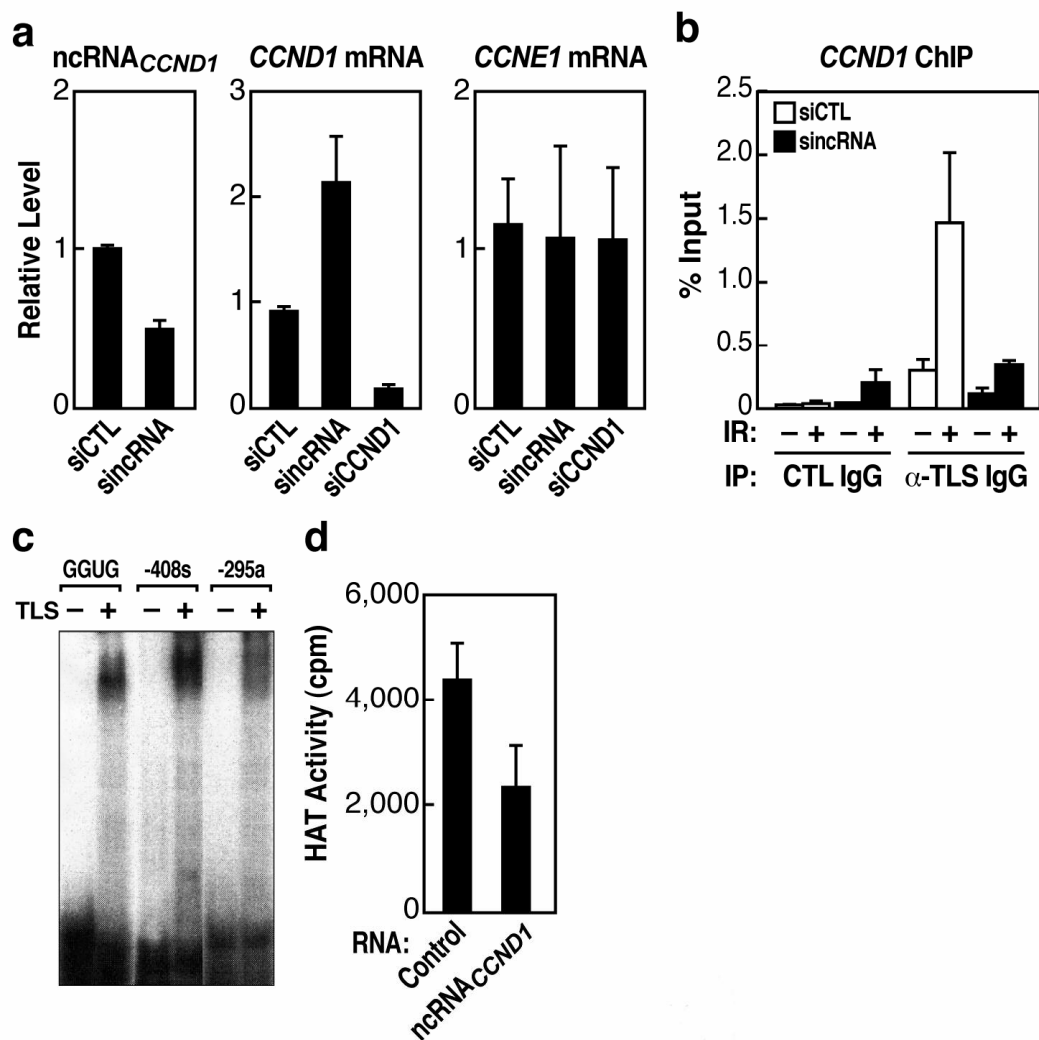 a
ncRNACCND1 CCND1 mRNA CCNE1 mRNA
Relative Level
2
1
0
siCTL
sincRNA
3
2
1
0
siCTL
sincRNA
siCCND1
2
1
0
siCTL
sincRNA
siCCND1
b
CCND1 ChIP
% Input
2.5
2.0
1.5
1.0
0.5
0
siCTL
sincRNA
IR: − + − + − + − +
IP: CTL IgG α-TLS IgG
c
GGUG -408s -295a
TLS − + − + − +
d
HAT Activity (cpm)
6,000
4,000
2,000
0
RNA:
Control
ncRNACCND1